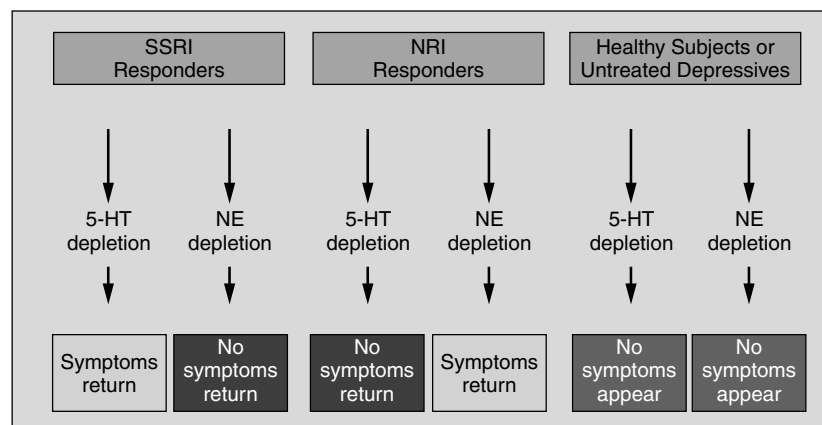 SSRI
Responders
NRI
Responders
Healthy Subjects or
Untreated Depressives
5-HT
depletion
NE
depletion
5-HT
depletion
NE
depletion
5-HT
depletion
NE
depletion
Symptoms
return
No
symptoms
return
No
symptoms
return
Symptoms
return
No
symptoms
appear
No
symptoms
appear